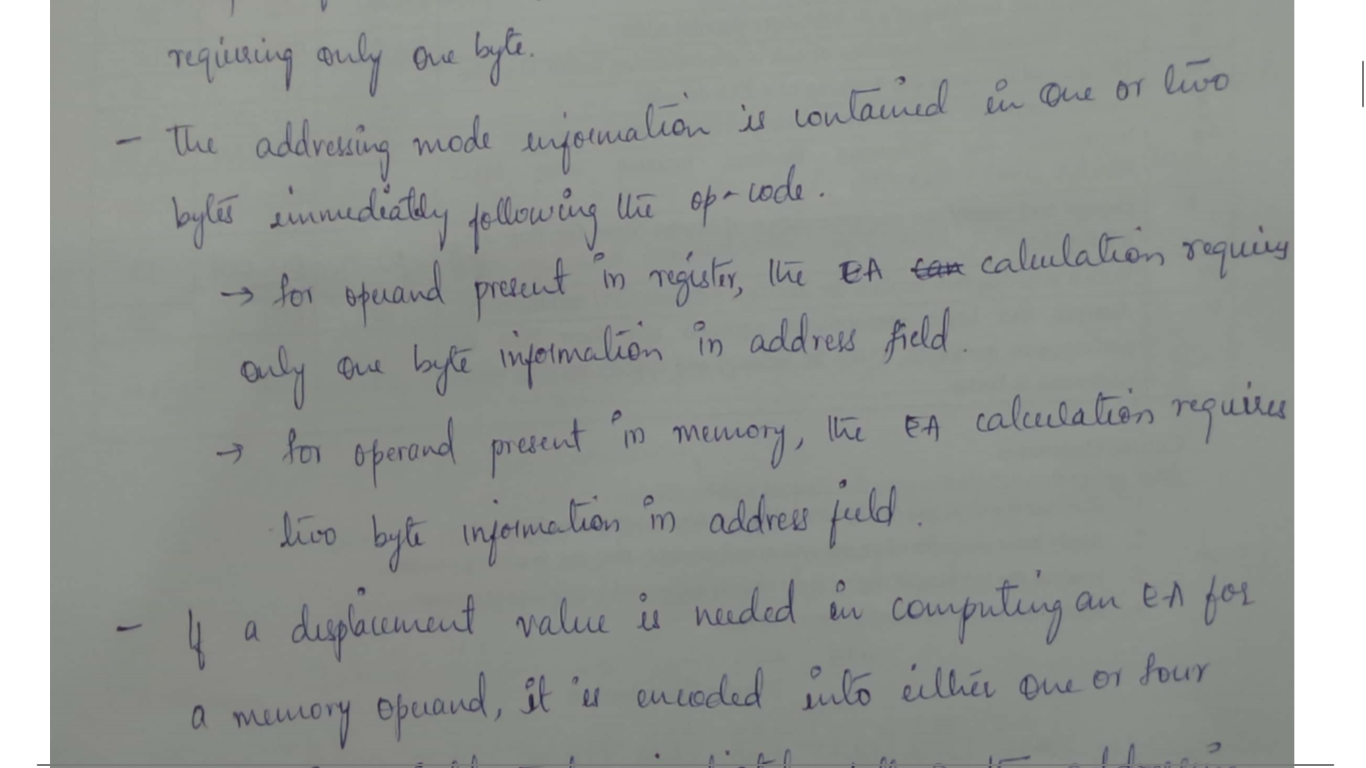 requiring only one byte.
- The addressing mode information is contained in one or two
bytes immediately following the op-code.
→ for operand present in register, the EA calculation requires
only one byte information in address field.
→ for operand present in memory, the EA calculation requires
two byte information in address field.
- If a displacement value is needed in computing an EA for
a memory operand, it is encoded into either one or four